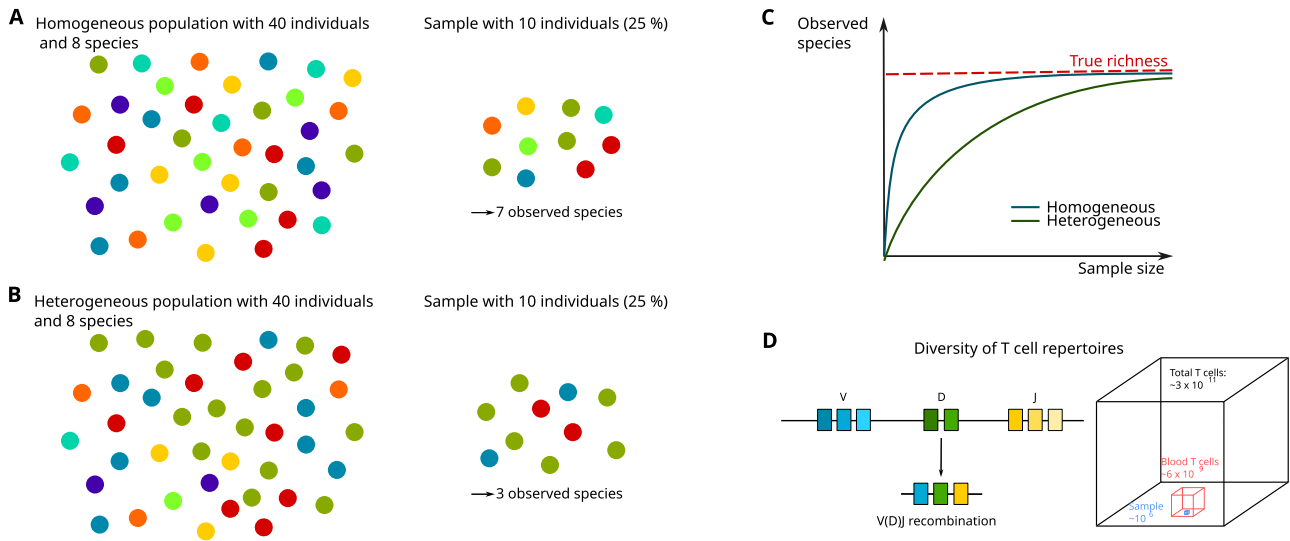 A
Homogeneous population with 40 individuals
and 8 species
Sample with 10 individuals (25 %)
7 observed species
B
Heterogeneous population with 40 individuals
and 8 species
Sample with 10 individuals (25 %)
3 observed species
C
Observed
species
True richness
Homogeneous
Heterogeneous
Sample size
D
Diversity of T cell repertoires
V
D
J
V(D)J recombination
Total T cells:
~3 x 10 11
Blood T cells
~6 x 10 9
Sample
~10 6